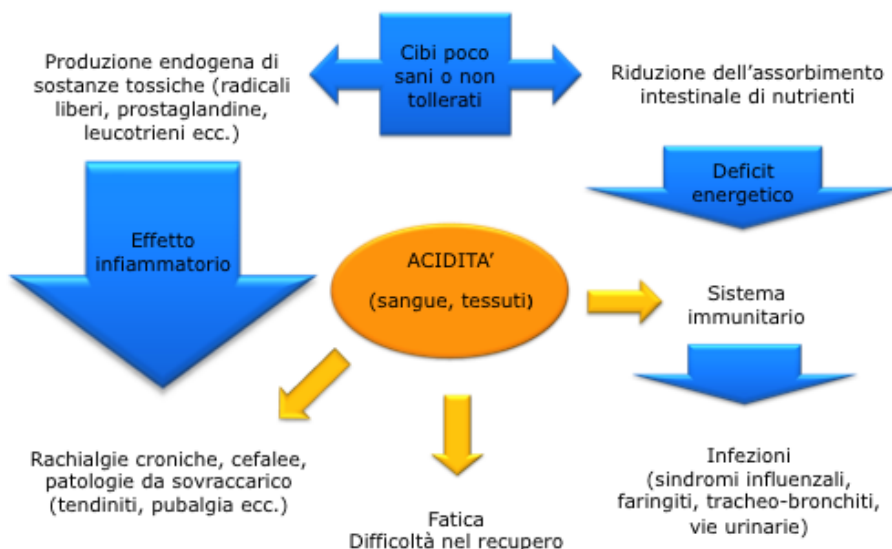 Produzione endogena di
sostanze tossiche (radicali
liberi, prostaglandine,
leucotrieni ecc.)
Cibi poco
sani o non
tollerati
Riduzione dell’assorbimento
intestinale di nutrienti
Deficit
energetico
Effetto
infiammatorio
ACIDITA’
(sangue, tessuti)
Sistema
immunitario
Rachialgie croniche, cefalee,
patologie da sovraccarico
(tendiniti, pubalgia ecc.)
Fatica
Difficoltà nel recupero
Infezioni
(sindromi influenzali,
faringiti, tracheo-bronchiti,
vie urinarie)